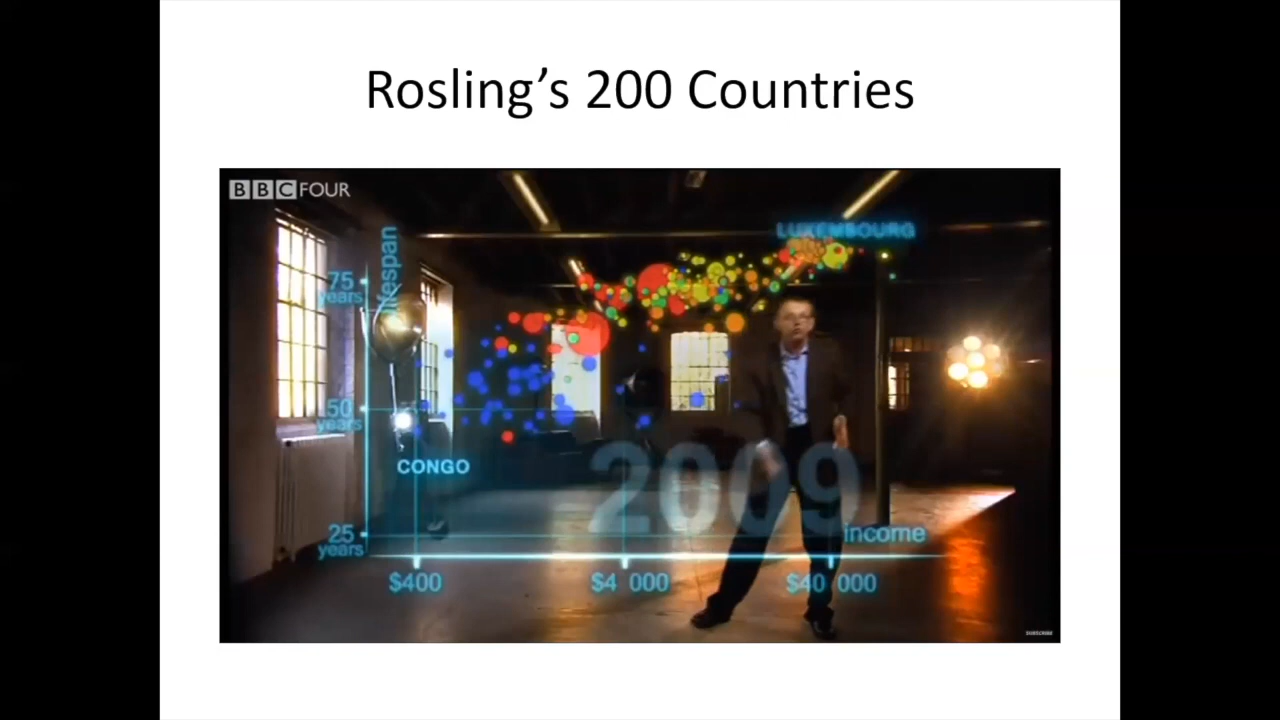 Rosling's 200 Countries
BBC FOUR
lifespan
LUXEMBOURG
75
years
50
years
CONGO
2009
25
years
income
$400
$4 000
$40 000
SUBSCRIBE